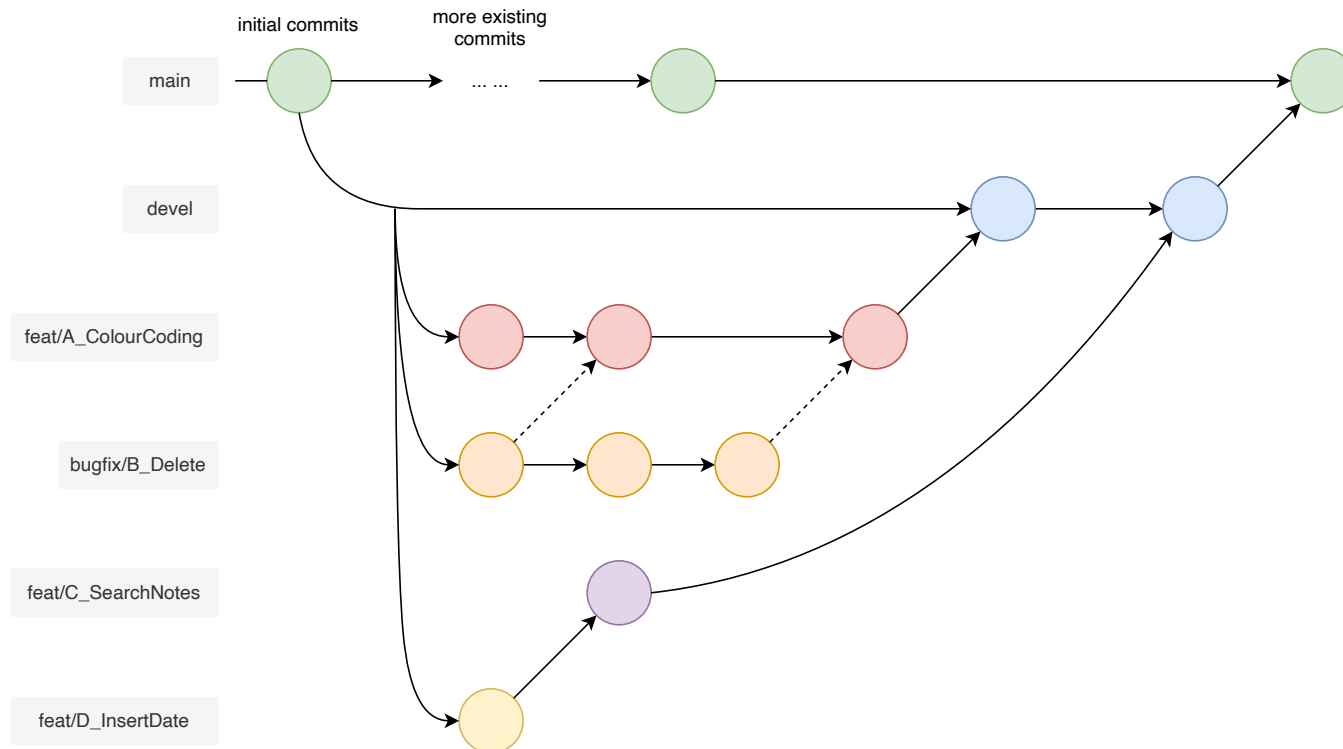 initial commits
more existing
commits
main
... ...
devel
feat/A_ColourCoding
bugfix/B_Delete
feat/C_SearchNotes
feat/D_InsertDate